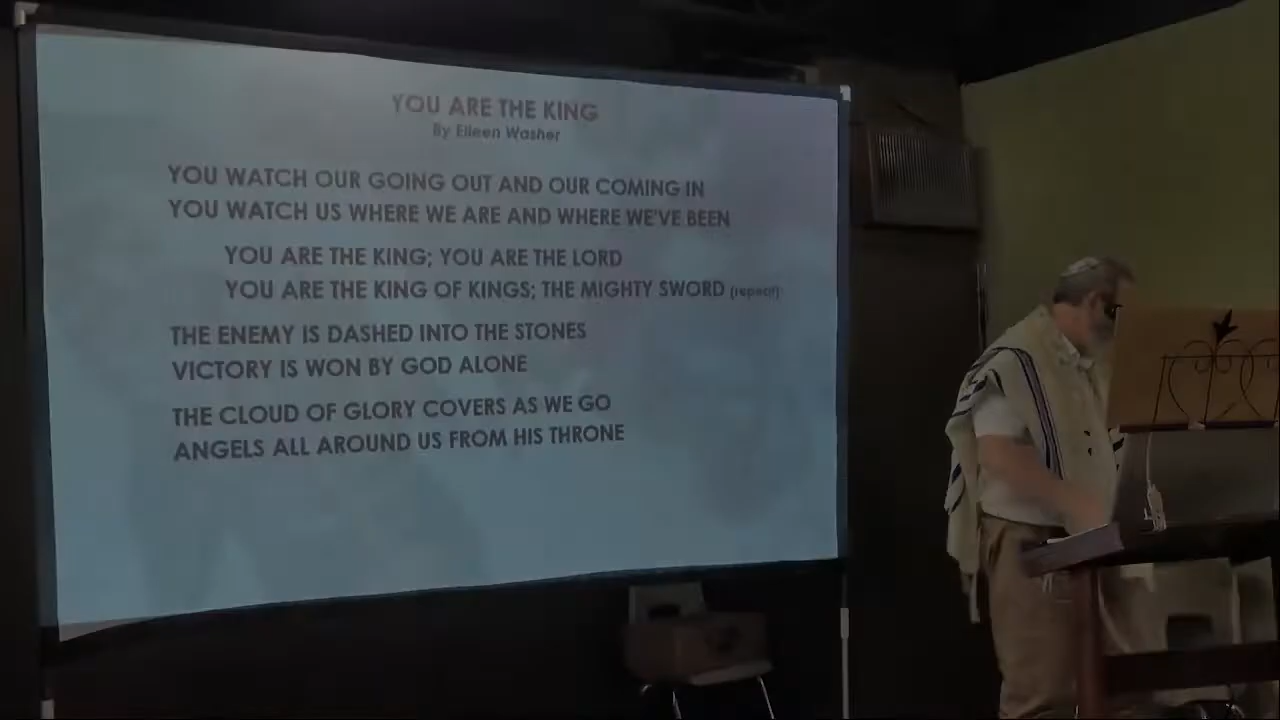 YOU ARE THE KING
By Eileen Washer
YOU WATCH OUR GOING OUT AND OUR COMING IN
YOU WATCH US WHERE WE ARE AND WHERE WE'VE BEEN
YOU ARE THE KING; YOU ARE THE LORD
YOU ARE THE KING OF KINGS; THE MIGHTY SWORD (repeat)
THE ENEMY IS DASHED INTO THE STONES
VICTORY IS WON BY GOD ALONE
THE CLOUD OF GLORY COVERS AS WE GO
ANGELS ALL AROUND US FROM HIS THRONE